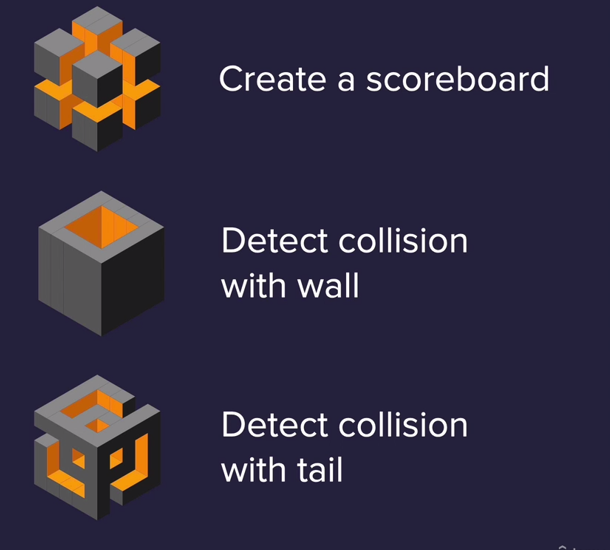 Create a scoreboard
Detect collision
with wall
Detect collision
with tail